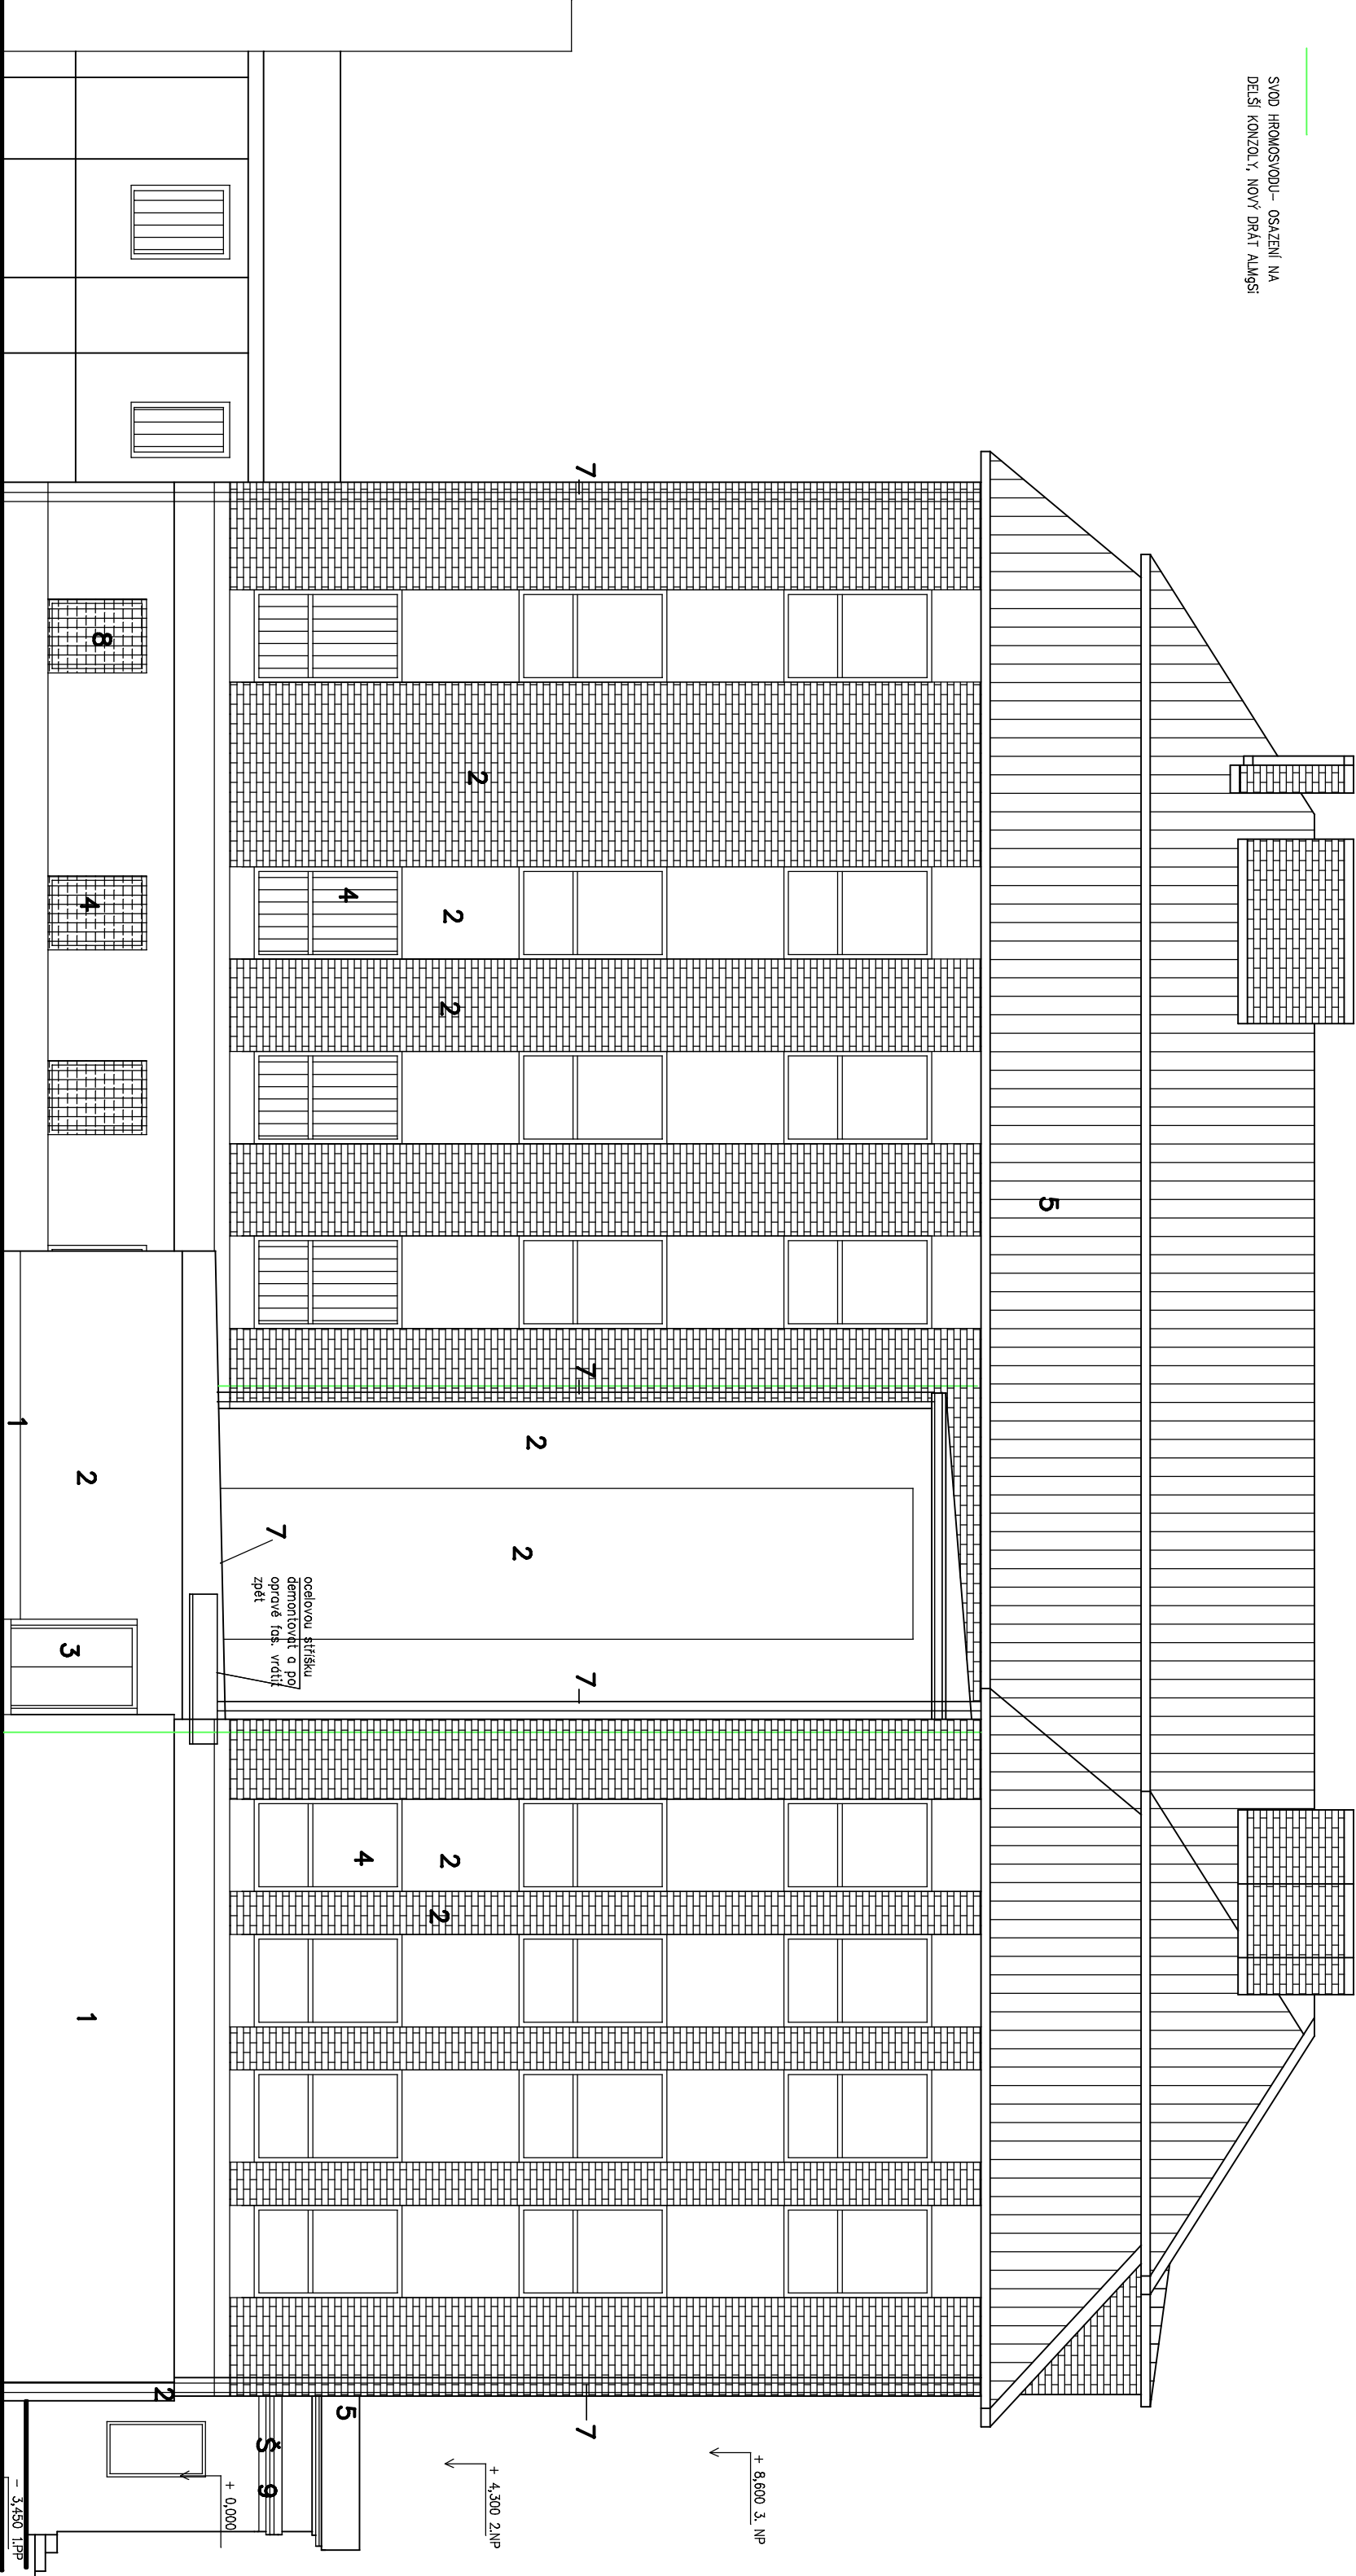 SVOD HROMOSVODU- OSAZENÍ NA
DELŠÍ KONZOLY, NOVÝ DRÁT ALMgSi
5
7
7
7
7
2
2
2
2
2
2
2
4
4
ocelovou stříšku
demontovat a po
opravě fas. vrátit
zpět
7
8
4
2
3
1
1
2
5
Š 9
+ 8,600 3. NP
+ 4,300 2.NP
+ 0,000
- 3,450 1.PP